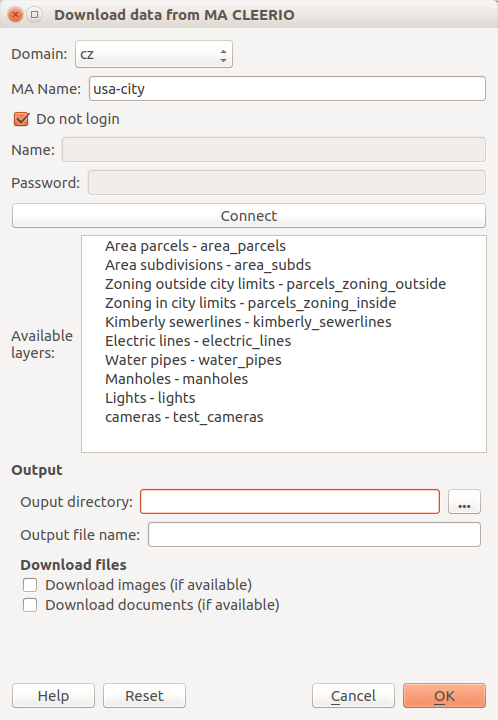 Download data from MA CLEERIO
Domain: cz
MA Name: usa-city
Do not login
Name:
Password:
Connect
Available layers:
Area parcels - area_parcels
Area subdivisions - area_subds
Zoning outside city limits - parcels_zoning_outside
Zoning in city limits - parcels_zoning_inside
Kimberly sewerlines - kimberly_sewerlines
Electric lines - electric_lines
Water pipes - water_pipes
Manholes - manholes
Lights - lights
cameras - test_cameras
Output
Ouput directory: ...
Output file name:
Download files
Download images (if available)
Download documents (if available)
Help Reset Cancel OK